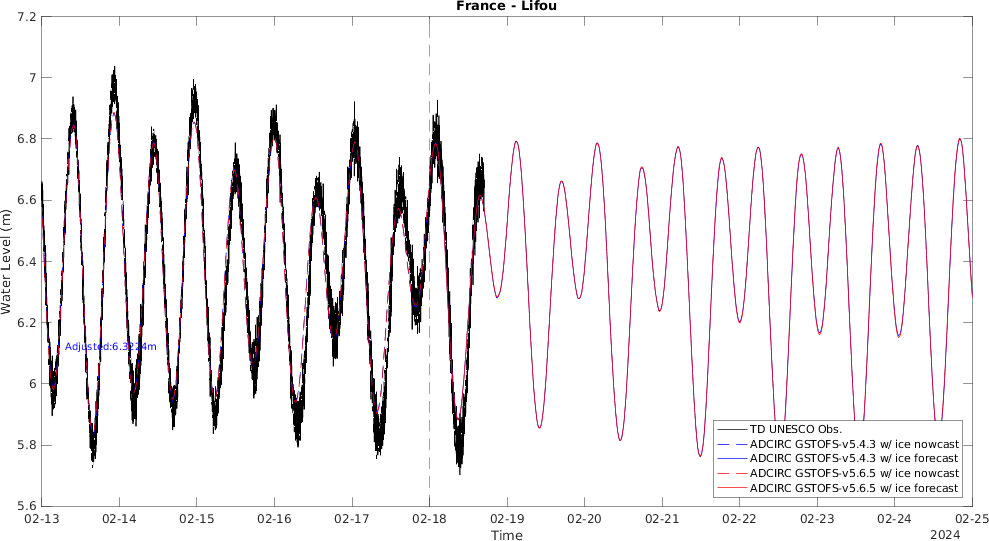 France - Lifou
Water Level (m)
7.2
7
6.8
6.6
6.4
6.2
6
5.8
5.6
Adjusted:6.3224m
TD UNESCO Obs.
ADCIRC GSTOFS-v5.4.3 w/ ice nowcast
ADCIRC GSTOFS-v5.4.3 w/ ice forecast
ADCIRC GSTOFS-v5.6.5 w/ ice nowcast
ADCIRC GSTOFS-v5.6.5 w/ ice forecast
02-13 02-14 02-15 02-16 02-17 02-18 02-19 02-20 02-21 02-22 02-23 02-24 02-25
Time
2024